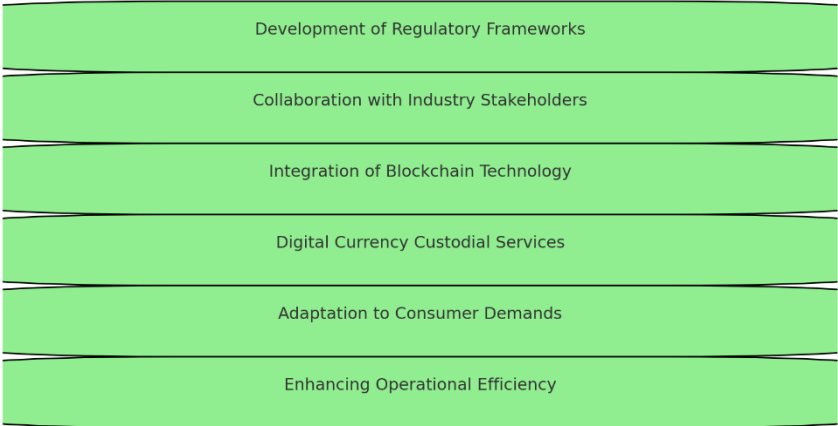 Development of Regulatory Frameworks
Collaboration with Industry Stakeholders
Integration of Blockchain Technology
Digital Currency Custodial Services
Adaptation to Consumer Demands
Enhancing Operational Efficiency